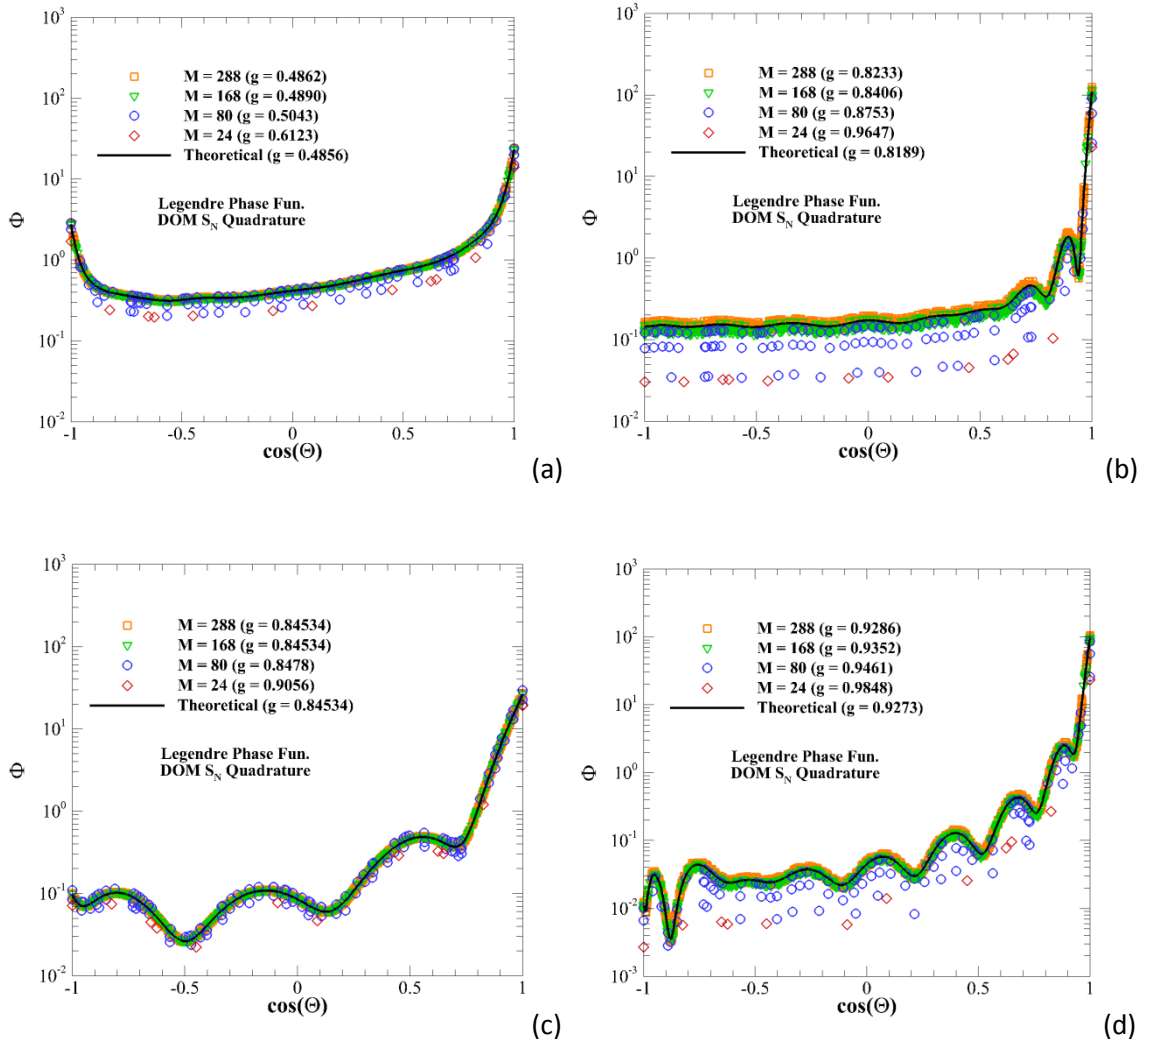 10³
10²
10¹
10⁰
10⁻¹
10⁻²
Φ
M = 288 (g = 0.4862)
M = 168 (g = 0.4890)
M = 80 (g = 0.5043)
M = 24 (g = 0.6123)
Theoretical (g = 0.4856)
Legendre Phase Fun.
DOM S_N Quadrature
-1 -0.5 0 0.5 1
cos(Θ)
(a)
10³
10²
10¹
10⁰
10⁻¹
10⁻²
Φ
M = 288 (g = 0.8233)
M = 168 (g = 0.8406)
M = 80 (g = 0.8753)
M = 24 (g = 0.9647)
Theoretical (g = 0.8189)
Legendre Phase Fun.
DOM S_N Quadrature
-1 -0.5 0 0.5 1
cos(Θ)
(b)
10³
10²
10¹
10⁰
10⁻¹
10⁻²
Φ
M = 288 (g = 0.84534)
M = 168 (g = 0.84534)
M = 80 (g = 0.8478)
M = 24 (g = 0.9056)
Theoretical (g = 0.84534)
Legendre Phase Fun.
DOM S_N Quadrature
-1 -0.5 0 0.5 1
cos(Θ)
(c)
10³
10²
10¹
10⁰
10⁻¹
10⁻²
10⁻³
Φ
M = 288 (g = 0.9286)
M = 168 (g = 0.9352)
M = 80 (g = 0.9461)
M = 24 (g = 0.9848)
Theoretical (g = 0.9273)
Legendre Phase Fun.
DOM S_N Quadrature
-1 -0.5 0 0.5 1
cos(Θ)
(d)